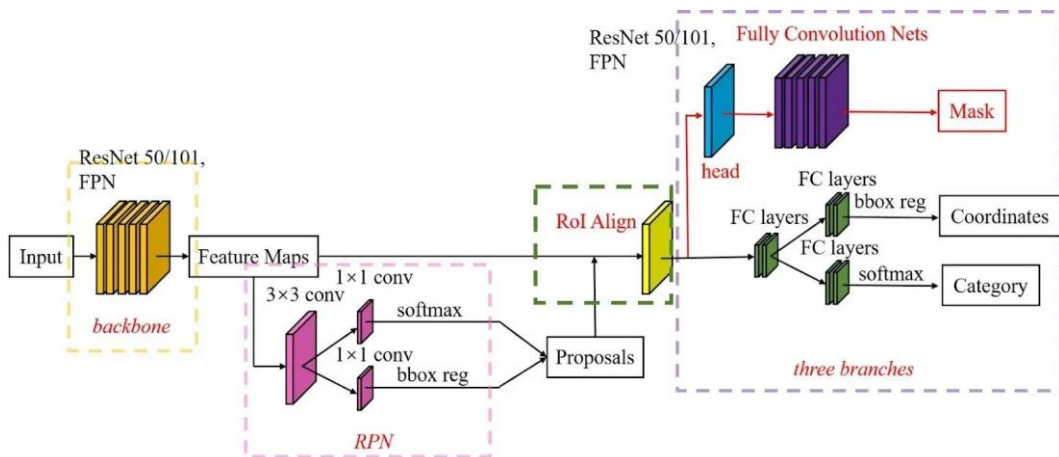 ResNet 50/101,
FPN
Input
backbone
Feature Maps
3×3 conv
1×1 conv
softmax
1×1 conv
bbox reg
RPN
Proposals
RoI Align
ResNet 50/101,
FPN
Fully Convolution Nets
head
Mask
FC layers
FC layers
bbox reg
Coordinates
FC layers
softmax
Category
three branches